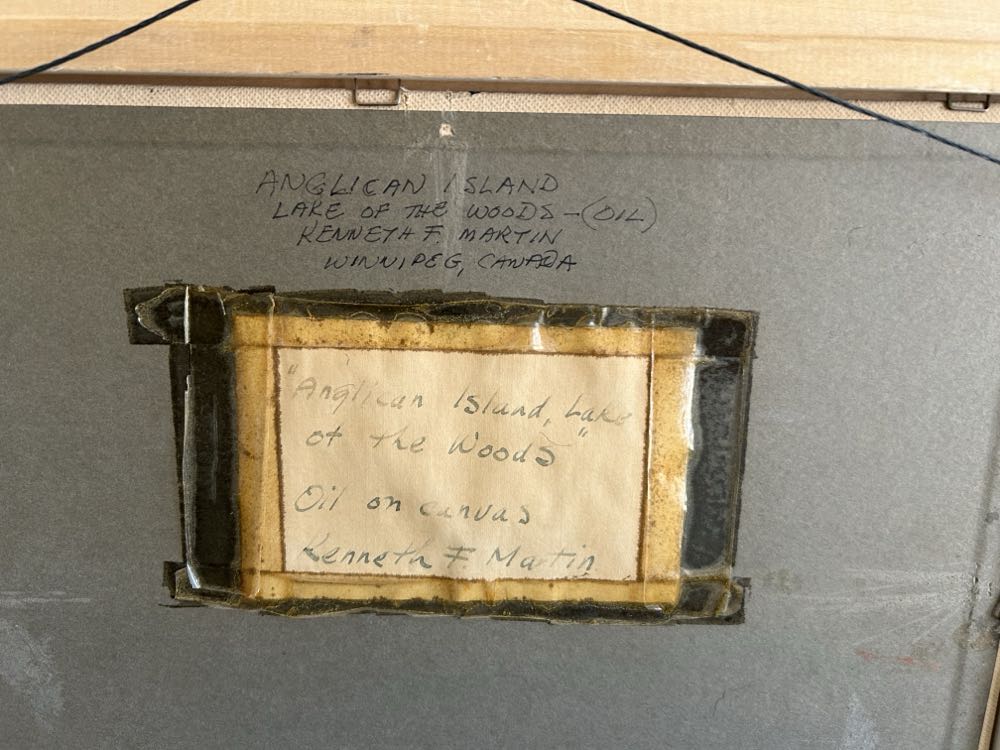 ANGLICAN ISLAND
LAKE OF THE WOODS - (OIL)
KENNETH F. MARTIN
WINNIPEG, CANADA
"Anglican Island, Lake
of the Woods"
Oil on canvas
Kenneth F. Martin